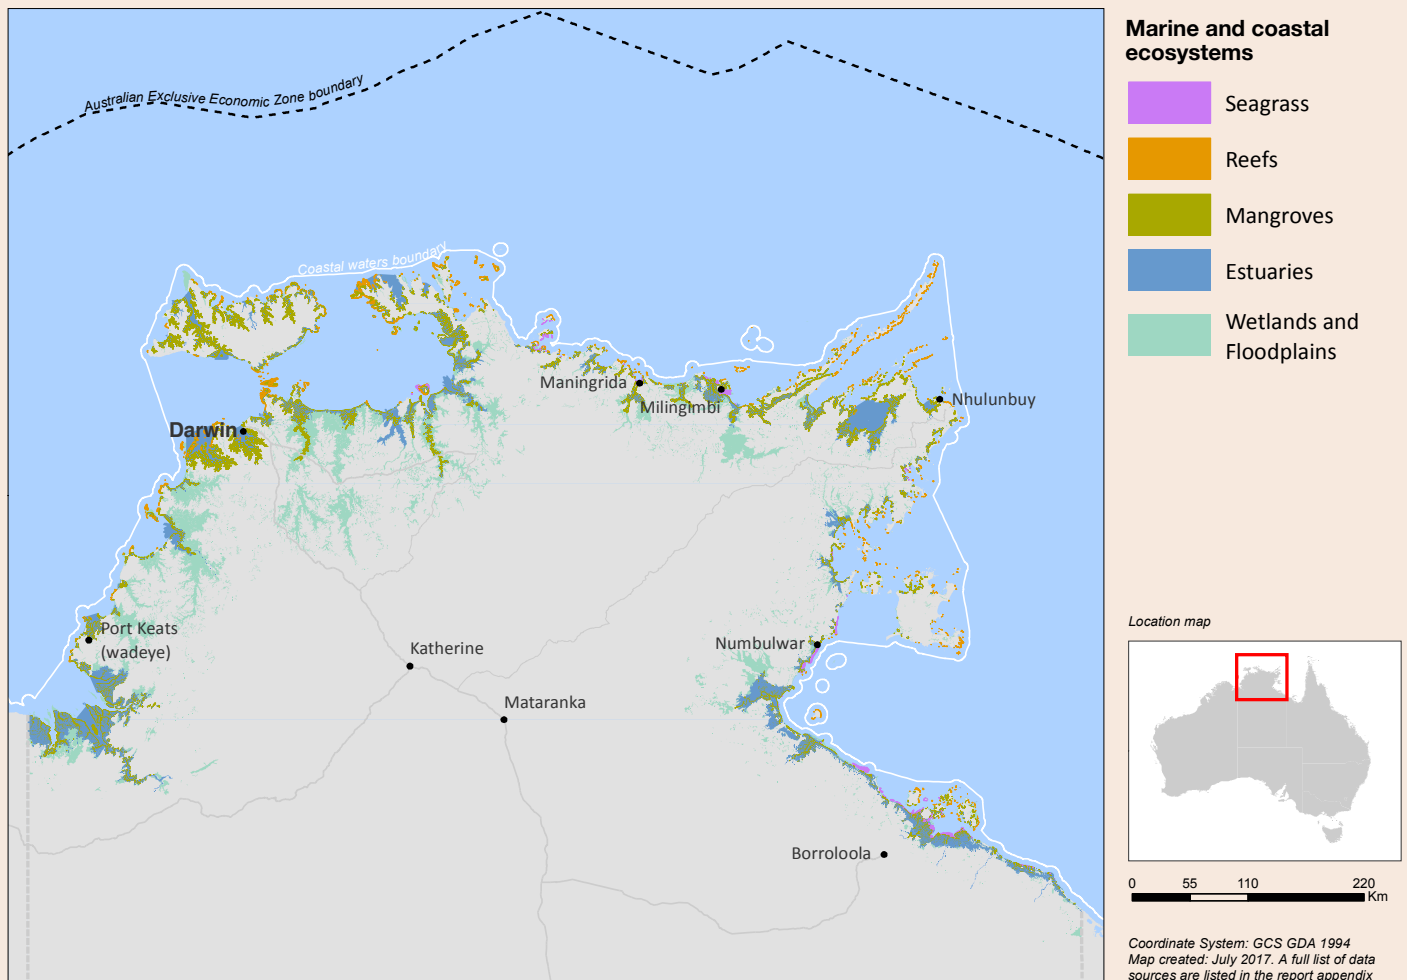 Marine and coastal
ecosystems
Seagrass
Reefs
Mangroves
Estuaries
Wetlands and
Floodplains
Australian Exclusive Economic Zone boundary
Coastal waters boundary
Maningrida
Milingimbi
Nhulunbuy
Darwin
Port Keats
(wadeye)
Katherine
Numbulwar
Mataranka
Borroloola
Location map
0 55 110 220
Km
Coordinate System: GCS GDA 1994
Map created: July 2017. A full list of data
sources are listed in the report appendix